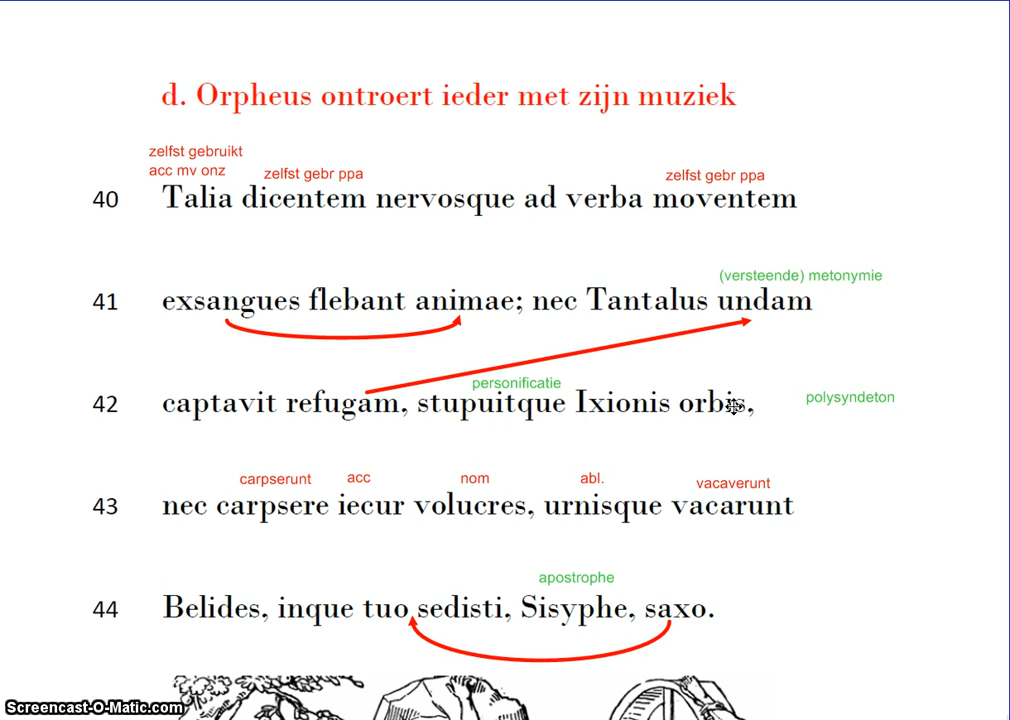 d. Orpheus ontroert ieder met zijn muziek
zelfst gebruikt
acc mv onz
zelfst gebr ppa
zelfst gebr ppa
40 Talia dicentem nervosque ad verba moventem
(versteende) metonymie
41 exsangues flebant animae; nec Tantalus undam
personificatie
42 captavit refugam, stupuitque Ixionis orbis,
polysyndeton
carpserunt acc nom abl. vacaverunt
43 nec carpsere iecur volucres, urnisque vacarunt
apostrophe
44 Belides, inque tuo sedisti, Sisyphe, saxo.
Screencast-O-Matic.com